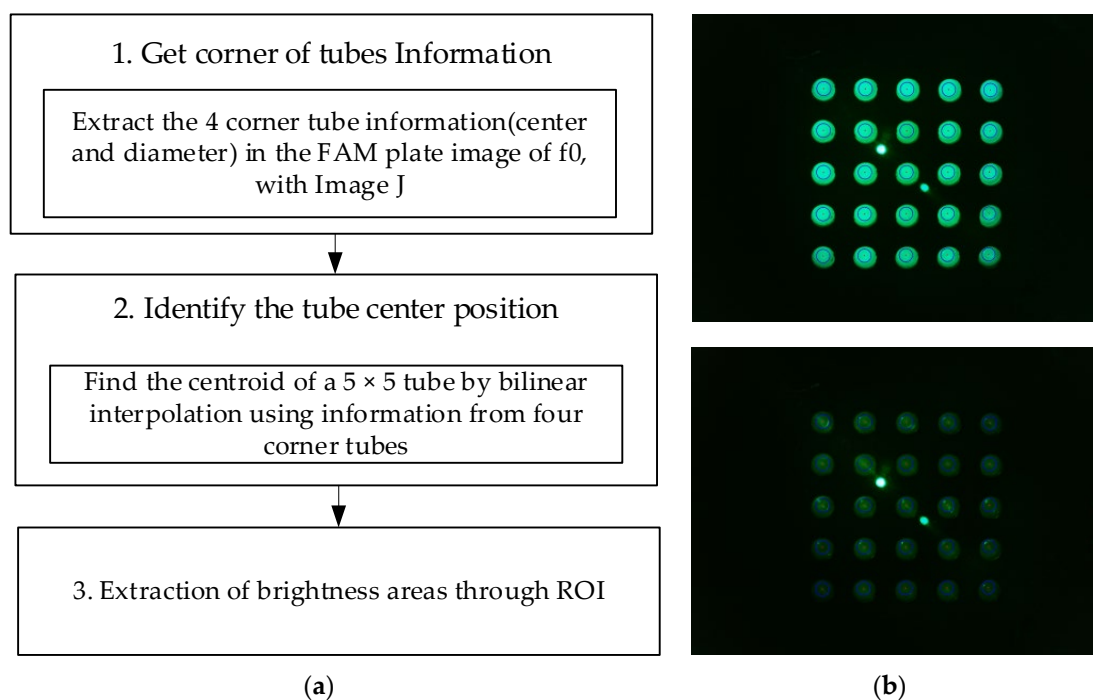 1. Get corner of tubes Information
Extract the 4 corner tube information(center
and diameter) in the FAM plate image of f0,
with Image J
2. Identify the tube center position
Find the centroid of a 5 × 5 tube by bilinear
interpolation using information from four
corner tubes
3. Extraction of brightness areas through ROI
(a)
(b)